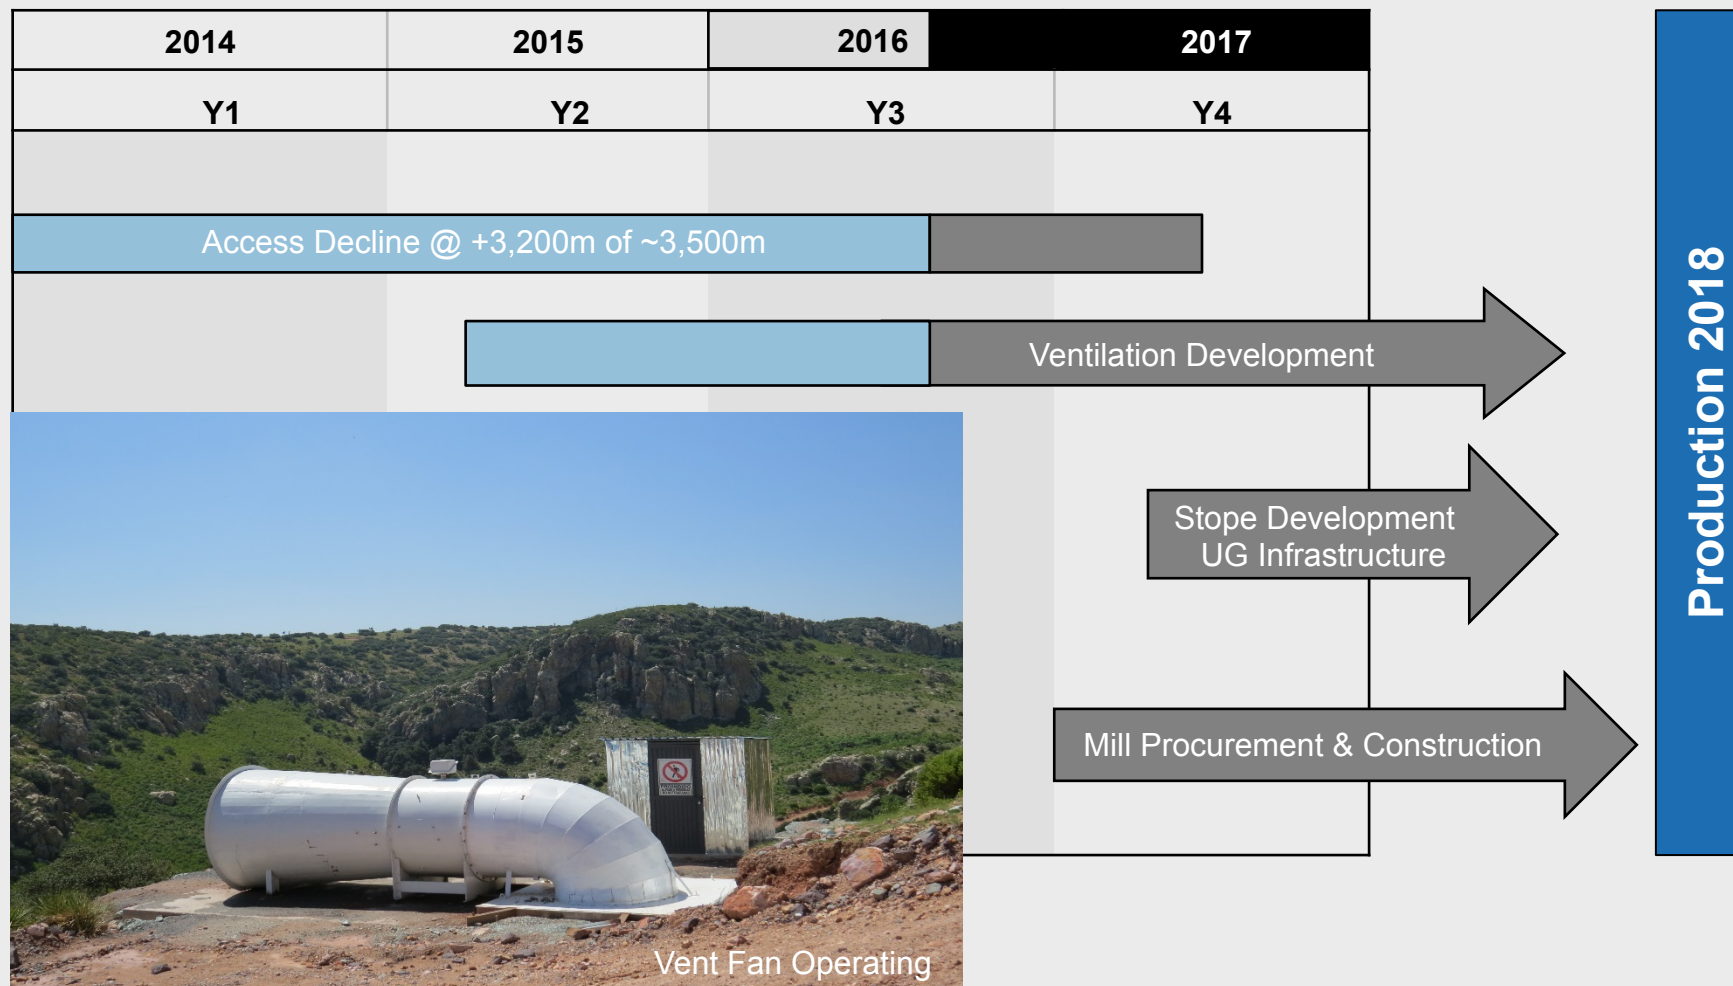 2014 2015 2016 2017
Y1 Y2 Y3 Y4
Access Decline @ +3,200m of ~3,500m
Ventilation Development
Stope Development
UG Infrastructure
Mill Procurement & Construction
Vent Fan Operating
Production 2018